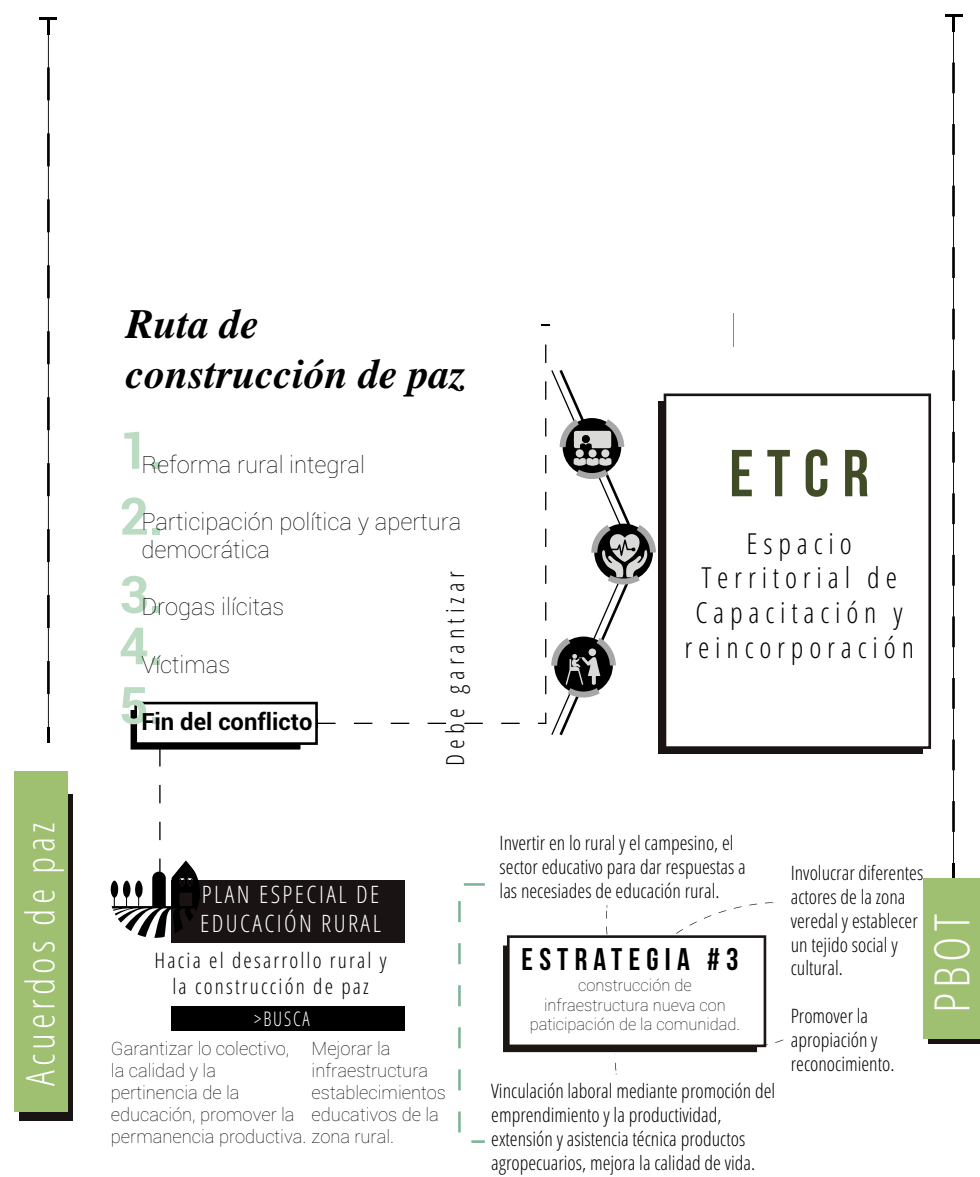 Ruta de
construcción de paz
1.
Reforma rural integral
2.
Participación política y apertura
democrática
3.
Drogas ilícitas
4.
Víctimas
5.
Fin del conflicto
Debe garantizar
ETCR
Espacio
Territorial de
Capacitación y
reincorporación
Acuerdos de paz
PLAN ESPECIAL DE
EDUCACIÓN RURAL
Hacia el desarrollo rural y
la construcción de paz
>BUSCA
Garantizar lo colectivo,
la calidad y la
pertinencia de la
educación, promover la
permanencia productiva.
Mejorar la
infraestructura
establecimientos
educativos de la
zona rural.
Invertir en lo rural y el campesino, el
sector educativo para dar respuestas a
las necesiades de educación rural.
ESTRATEGIA #3
construcción de
infraestructura nueva con
paticipación de la comunidad.
Involucrar diferentes
actores de la zona
veredal y establecer
un tejido social y
cultural.
Promover la
apropiación y
reconocimiento.
Vinculación laboral mediante promoción del
emprendimiento y la productividad,
extensión y asistencia técnica productos
agropecuarios, mejora la calidad de vida.
PBOT